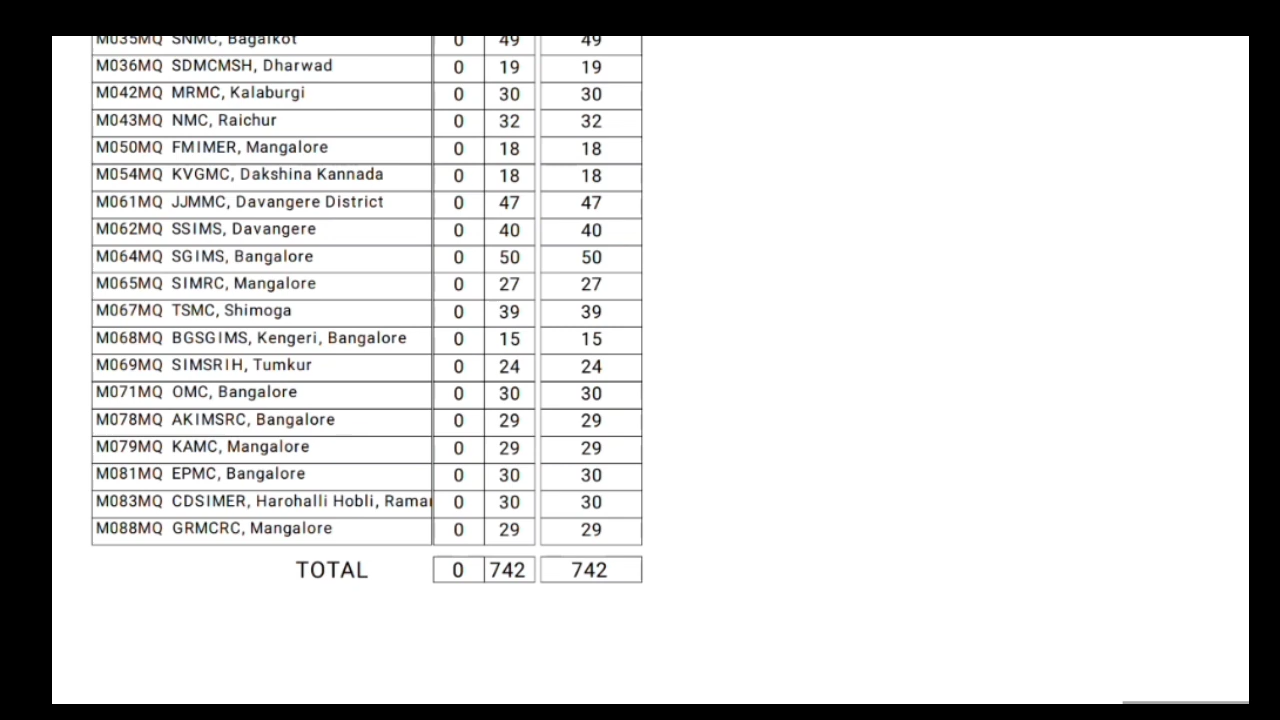 M035MQ SNMC, Bagalkot 0 49 49
M036MQ SDMCMSH, Dharwad 0 19 19
M042MQ MRMC, Kalaburgi 0 30 30
M043MQ NMC, Raichur 0 32 32
M050MQ FMIMER, Mangalore 0 18 18
M054MQ KVGMC, Dakshina Kannada 0 18 18
M061MQ JJMMC, Davangere District 0 47 47
M062MQ SSIMS, Davangere 0 40 40
M064MQ SGIMS, Bangalore 0 50 50
M065MQ SIMRC, Mangalore 0 27 27
M067MQ TSMC, Shimoga 0 39 39
M068MQ BGSGIMS, Kengeri, Bangalore 0 15 15
M069MQ SIMSRIH, Tumkur 0 24 24
M071MQ OMC, Bangalore 0 30 30
M078MQ AKIMSRC, Bangalore 0 29 29
M079MQ KAMC, Mangalore 0 29 29
M081MQ EPMC, Bangalore 0 30 30
M083MQ CDSIMER, Harohalli Hobli, Ramar 0 30 30
M088MQ GRMCRC, Mangalore 0 29 29
TOTAL 0 742 742